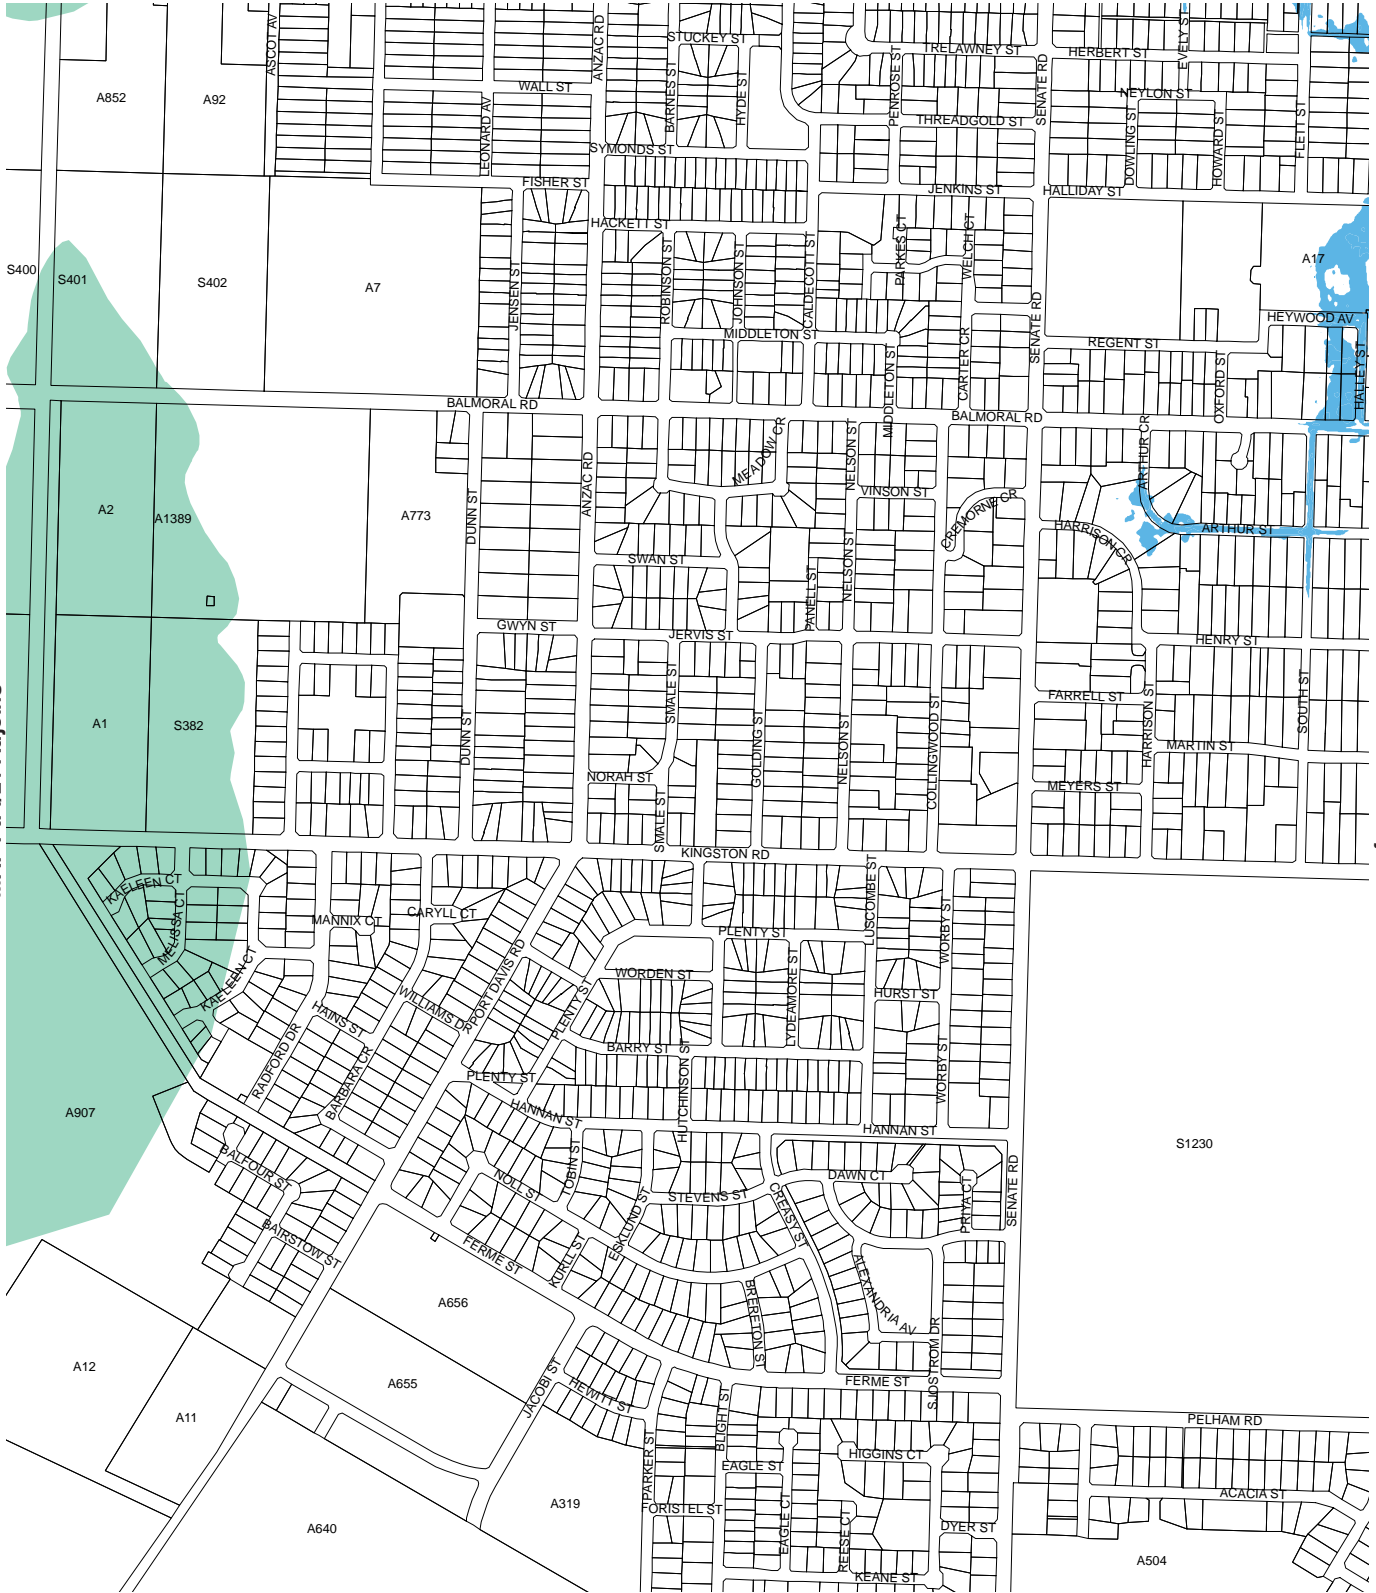 STUCKEY ST
TRELAWNEY ST
HERBERT ST
EVELY ST
ASCOT AV
ANZAC RD
A852
A92
WALL ST
LEONARD AV
BARNES ST
HYDE ST
PENROSE ST
SENATE RD
NEYLON ST
THREADGOLD ST
DOWLING ST
HOWARD ST
FLETT ST
SYMONDS ST
FISHER ST
JENKINS ST
HALLIDAY ST
HACKETT ST
S400
S401
S402
A7
JENSEN ST
ROBINSON ST
JOHNSON ST
CALDECOTT ST
PARKES CT
WELCH CT
A17
SENATE RD
HEYWOOD AV
MIDDLETON ST
REGENT ST
MIDDLETON ST
CARTER CR
OXFORD ST
HALLEY ST
BALMORAL RD
BALMORAL RD
MEADOW CR
NELSON ST
ARTHUR CR
ANZAC RD
VINSON ST
A2
A1389
A773
DUNN ST
CREMORNE CR
HARRISON CR
ARTHUR ST
SWAN ST
PANELL ST
NELSON ST
GWYN ST
JERVIS ST
HENRY ST
SMALE ST
FARRELL ST
A1
S382
DUNN ST
GOLDING ST
NELSON ST
COLLINGWOOD ST
HARRISON ST
SOUTH ST
MARTIN ST
NORAH ST
MEYERS ST
SMALE ST
KINGSTON RD
KAELEEN CT
MELISSA CT
MANNIX CT
CARYLL CT
LUSCOMBE ST
WORBY ST
PLENTY ST
KAELEEN CT
PORT DAVIS RD
WORDEN ST
LYDEAMORE ST
HURST ST
WILLIAMS DR
PLENTY ST
HAINS ST
RADFORD DR
BARRY ST
BARBARA CR
PLENTY ST
HUTCHINSON ST
WORBY ST
A907
HANNAN ST
HANNAN ST
S1230
BALFOUR ST
NOLL ST
TOBIN ST
STEVENS ST
DAWN CT
PRIYA CT
SENATE RD
CREASY ST
ESKLUND ST
BAIRSTOW ST
FERME ST
KURLL ST
ALEXANDRIA AV
A656
BRERETON ST
SJOSTROM DR
A12
A655
JACOBI ST
HEWITT ST
FERME ST
A11
BLIGHT ST
PELHAM RD
PARKER ST
HIGGINS CT
EAGLE ST
ACACIA ST
A319
FORISTEL ST
EAGLE CT
REESE CT
DYER ST
A640
A504
KEANE ST